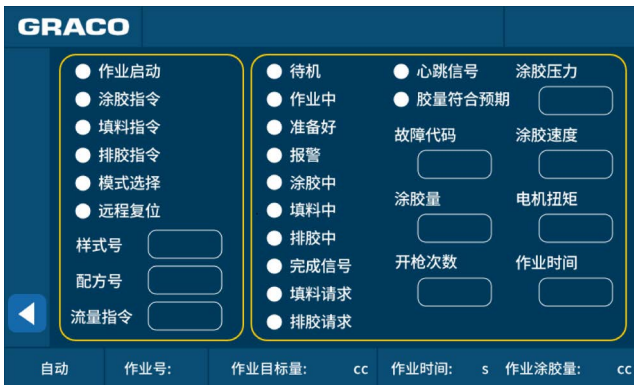 GRACO
作业启动
涂胶指令
填料指令
排胶指令
模式选择
远程复位
样式号
配方号
流量指令
待机
作业中
准备好
报警
涂胶中
填料中
排胶中
完成信号
填料请求
排胶请求
心跳信号
胶量符合预期
故障代码
涂胶量
开枪次数
涂胶压力
涂胶速度
电机扭矩
作业时间
自动 作业号: 作业目标量: cc 作业时间: s 作业涂胶量: cc